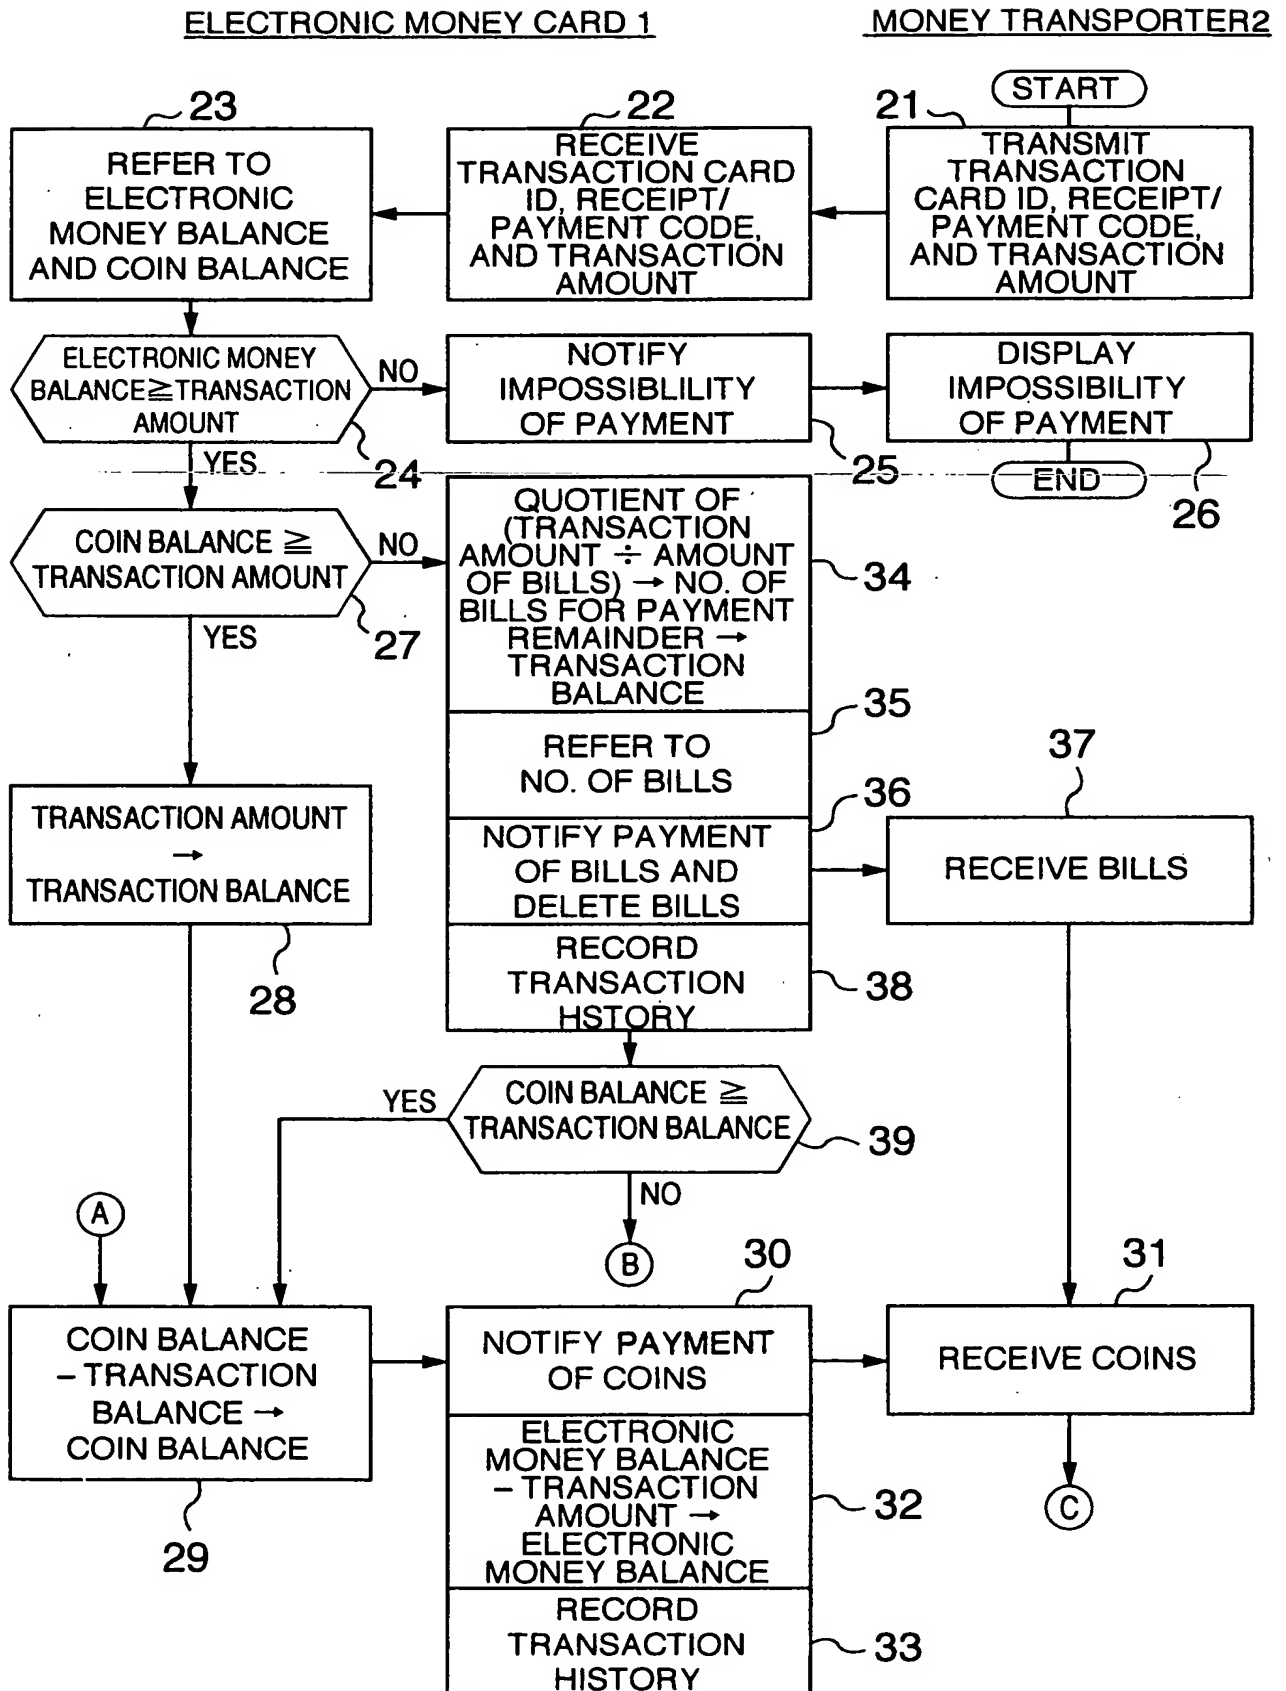 ELECTRONIC MONEY CARD 1
MONEY TRANSPORTER2
START
23
22
21
REFER TO
ELECTRONIC
MONEY BALANCE
AND COIN BALANCE
RECEIVE
TRANSACTION CARD
ID, RECEIPT/
PAYMENT CODE,
AND TRANSACTION
AMOUNT
TRANSMIT
TRANSACTION
CARD ID, RECEIPT/
PAYMENT CODE,
AND TRANSACTION
AMOUNT
ELECTRONIC MONEY
BALANCE≧TRANSACTION
AMOUNT
NO
YES
24
NOTIFY
IMPOSSIBLILITY
OF PAYMENT
25
DISPLAY
IMPOSSIBILITY
OF PAYMENT
26
END
COIN BALANCE ≧
TRANSACTION AMOUNT
NO
YES
27
QUOTIENT OF
(TRANSACTION
AMOUNT ÷ AMOUNT
OF BILLS) → NO. OF
BILLS FOR PAYMENT
REMAINDER →
TRANSACTION
BALANCE
34
35
REFER TO
NO. OF BILLS
36
37
TRANSACTION AMOUNT
→
TRANSACTION BALANCE
28
NOTIFY PAYMENT
OF BILLS AND
DELETE BILLS
RECEIVE BILLS
RECORD
TRANSACTION
HSTORY
38
COIN BALANCE ≧
TRANSACTION BALANCE
YES
39
NO
A
B
30
31
COIN BALANCE
– TRANSACTION
BALANCE →
COIN BALANCE
29
NOTIFY PAYMENT
OF COINS
RECEIVE COINS
ELECTRONIC
MONEY BALANCE
– TRANSACTION
AMOUNT →
ELECTRONIC
MONEY BALANCE
32
C
RECORD
TRANSACTION
HISTORY
33